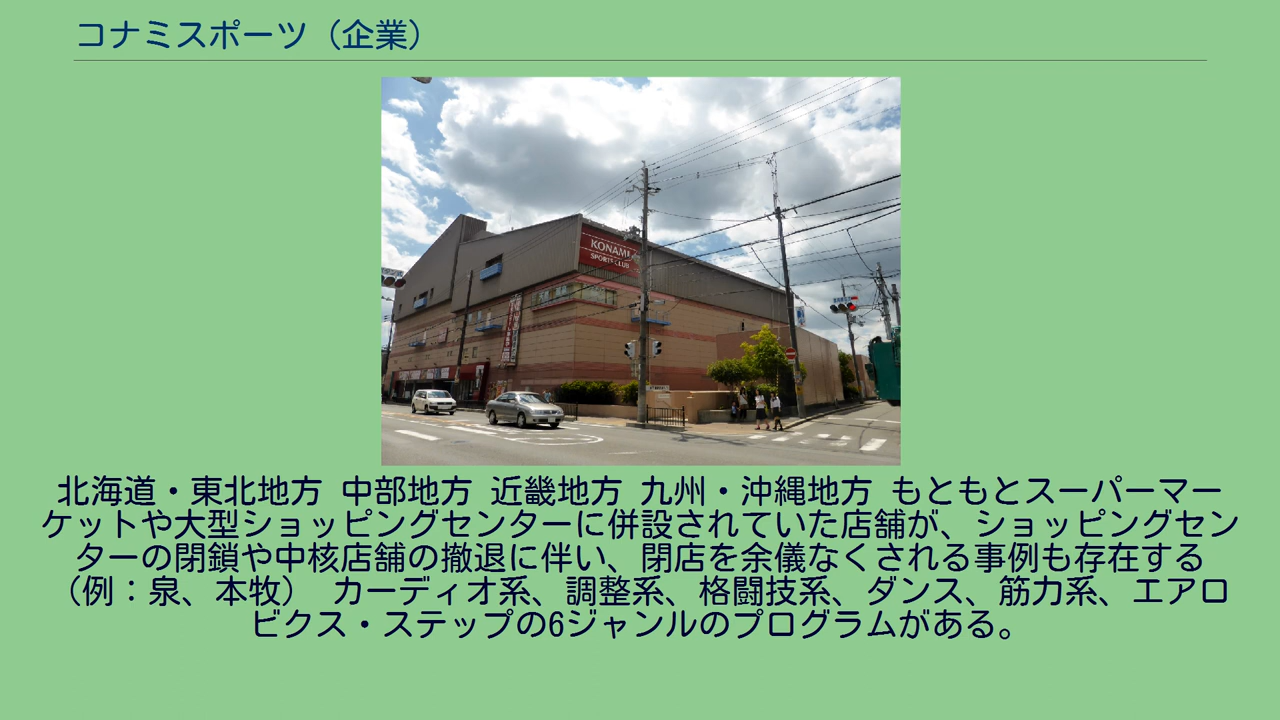 コナミスポーツ（企業）
KONAMI
SPORTS CLUB
北海道・東北地方 中部地方 近畿地方 九州・沖縄地方 もともとスーパーマー
ケットや大型ショッピングセンターに併設されていた店舗が、ショッピングセン
ターの閉鎖や中核店舗の撤退に伴い、閉店を余儀なくされる事例も存在する
（例：泉、本牧） カーディオ系、調整系、格闘技系、ダンス、筋力系、エアロ
ビクス・ステップの6ジャンルのプログラムがある。